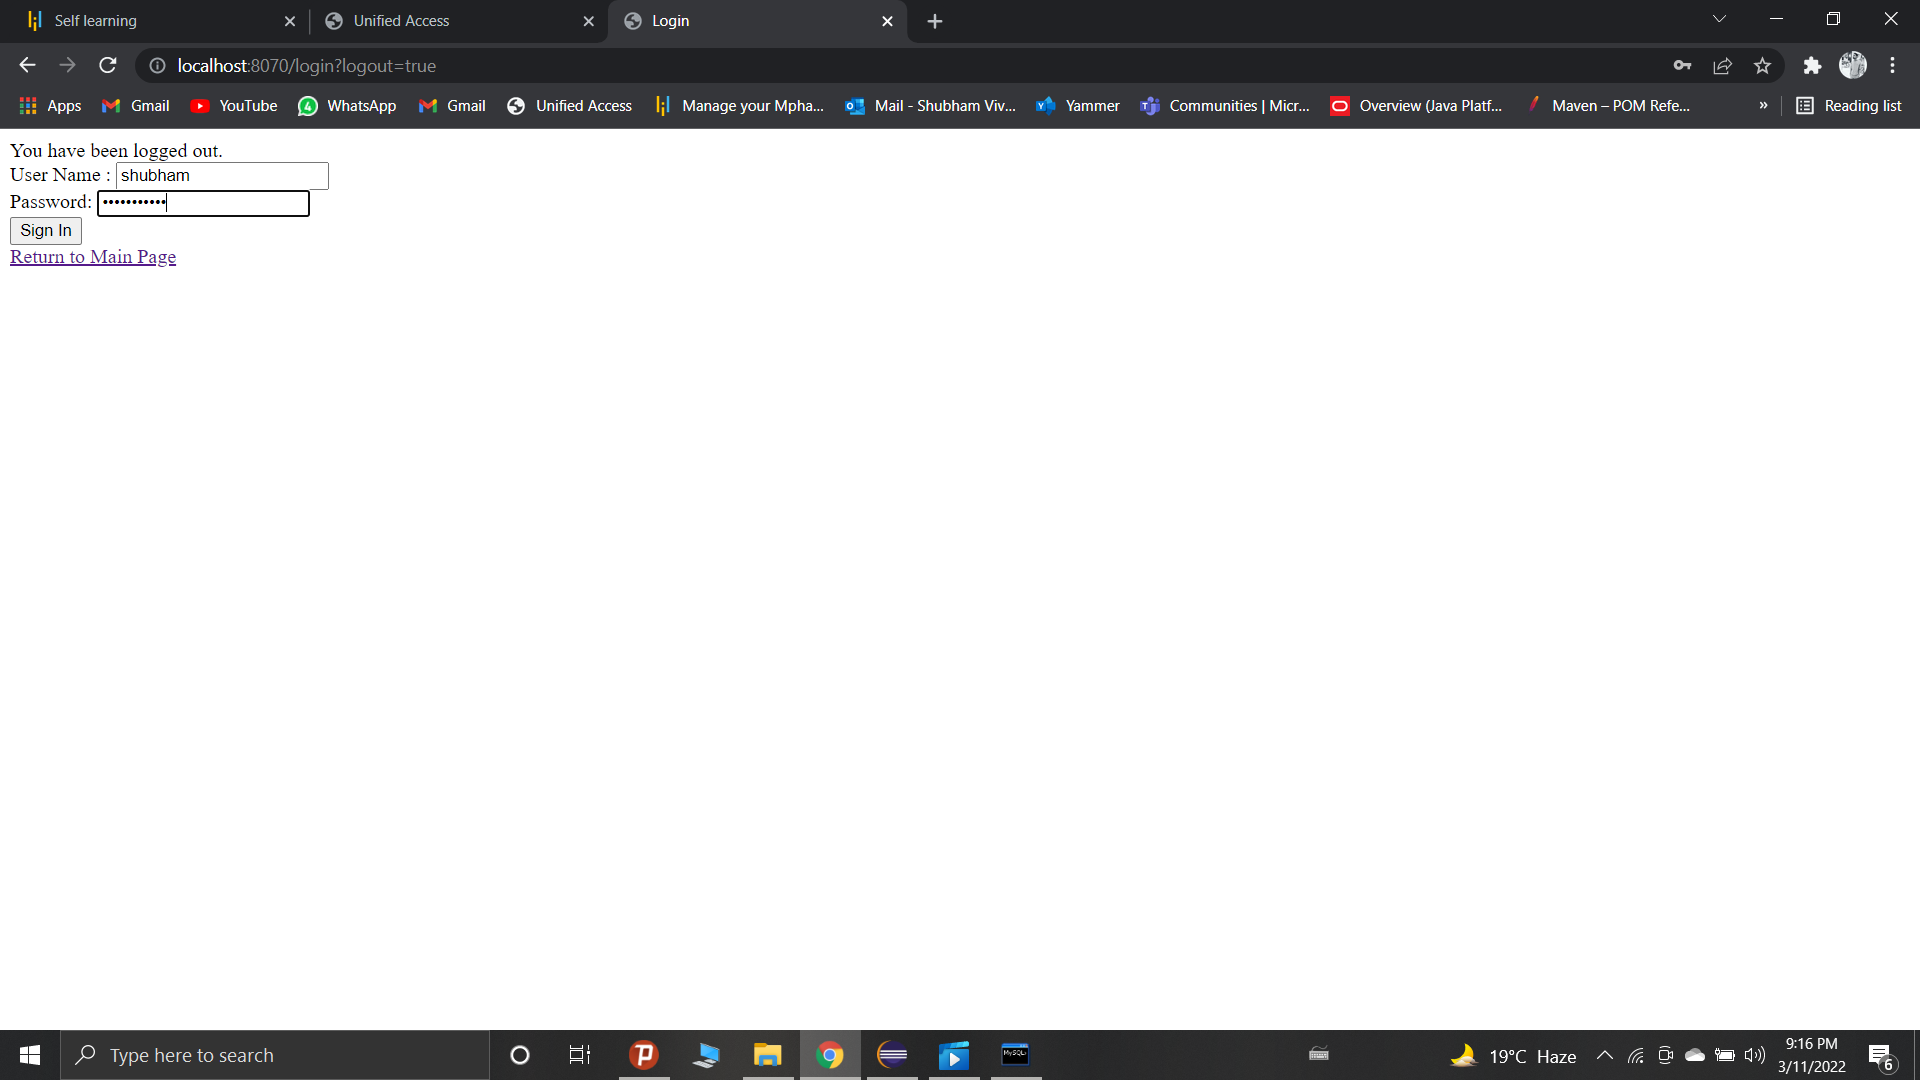 Self learning
Unified Access
Login
localhost:8070/login?logout=true
Apps
Gmail
YouTube
4
WhatsApp
Gmail
Unified Access
Manage your Mpha...
Mail - Shubham Viv...
Yammer
Communities | Micr...
Overview (Java Platf...
Maven – POM Refe...
»
Reading list
You have been logged out.
User Name : shubham
Password: •••••••••••
Sign In
Return to Main Page
Type here to search
MySQL
19°C Haze
9:16 PM
3/11/2022
6